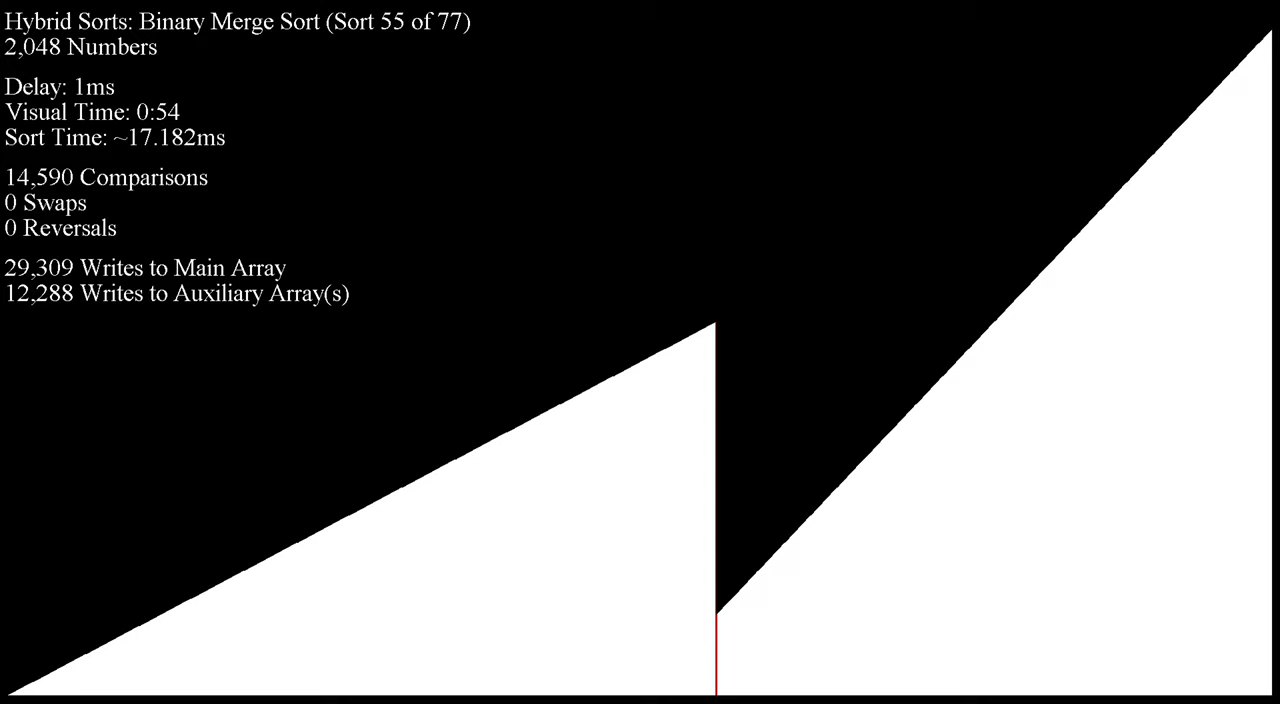 Hybrid Sorts: Binary Merge Sort (Sort 55 of 77)
2,048 Numbers
Delay: 1ms
Visual Time: 0:54
Sort Time: ~17.182ms
14,590 Comparisons
0 Swaps
0 Reversals
29,309 Writes to Main Array
12,288 Writes to Auxiliary Array(s)